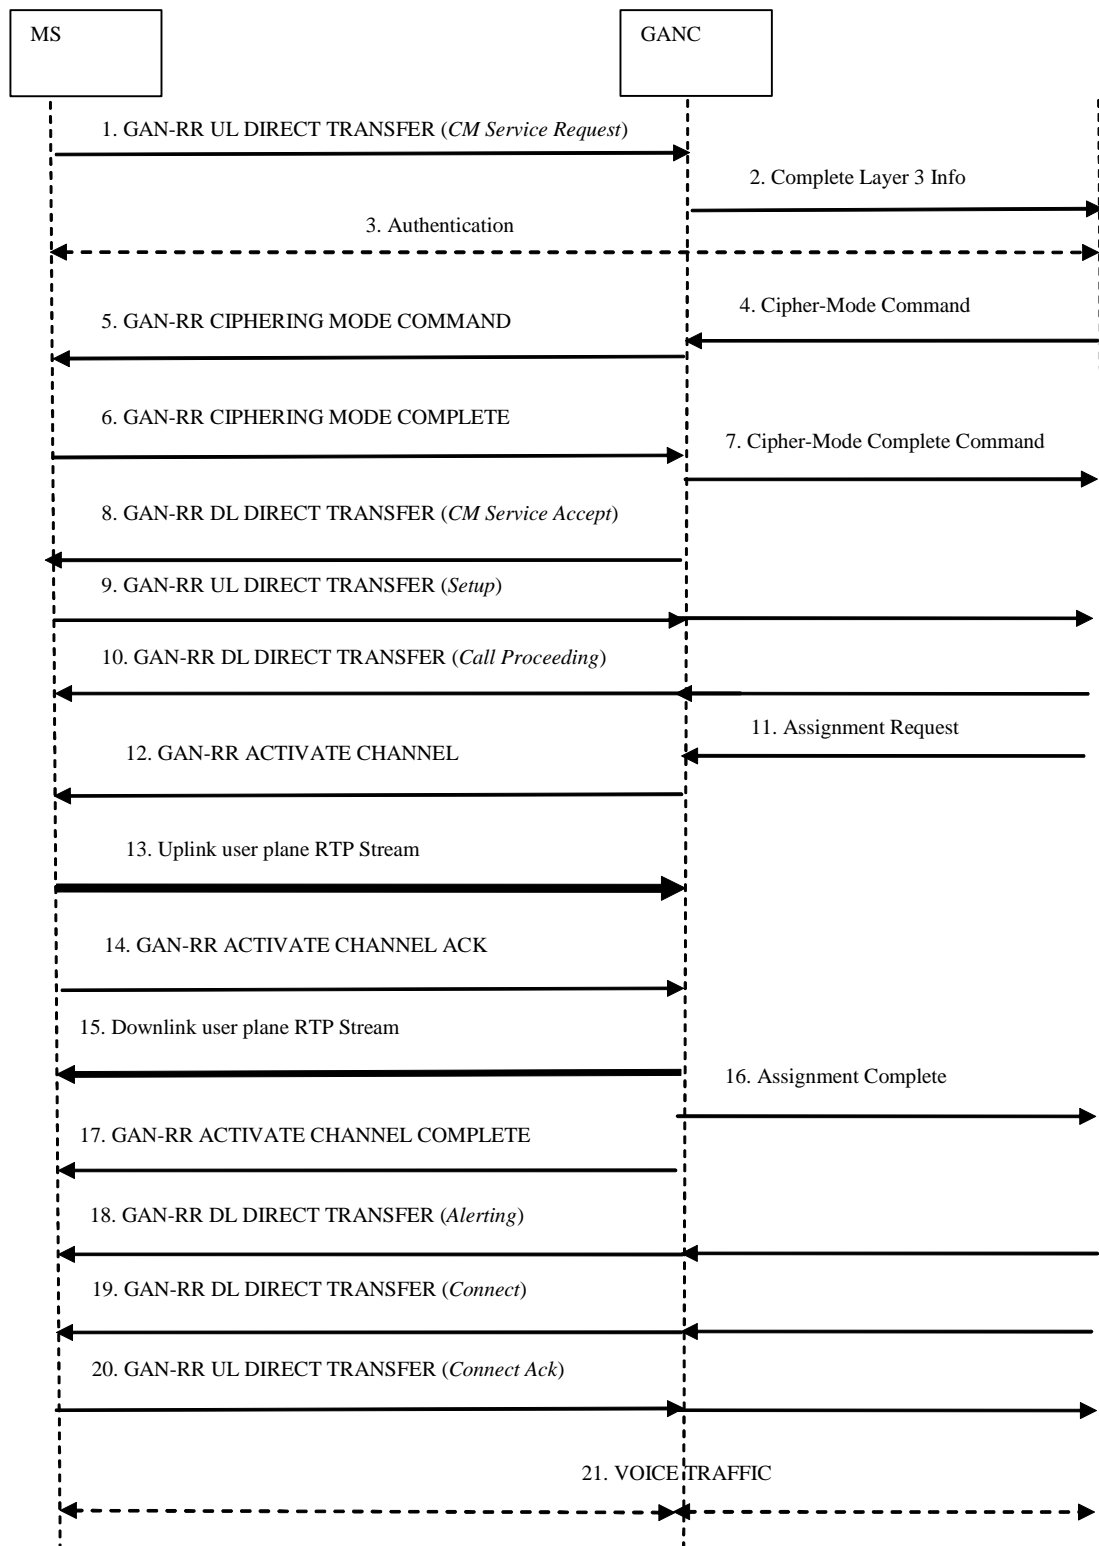 MS
GANC
1. GAN-RR UL DIRECT TRANSFER (CM Service Request)
2. Complete Layer 3 Info
3. Authentication
4. Cipher-Mode Command
5. GAN-RR CIPHERING MODE COMMAND
6. GAN-RR CIPHERING MODE COMPLETE
7. Cipher-Mode Complete Command
8. GAN-RR DL DIRECT TRANSFER (CM Service Accept)
9. GAN-RR UL DIRECT TRANSFER (Setup)
10. GAN-RR DL DIRECT TRANSFER (Call Proceeding)
11. Assignment Request
12. GAN-RR ACTIVATE CHANNEL
13. Uplink user plane RTP Stream
14. GAN-RR ACTIVATE CHANNEL ACK
15. Downlink user plane RTP Stream
16. Assignment Complete
17. GAN-RR ACTIVATE CHANNEL COMPLETE
18. GAN-RR DL DIRECT TRANSFER (Alerting)
19. GAN-RR DL DIRECT TRANSFER (Connect)
20. GAN-RR UL DIRECT TRANSFER (Connect Ack)
21. VOICE TRAFFIC